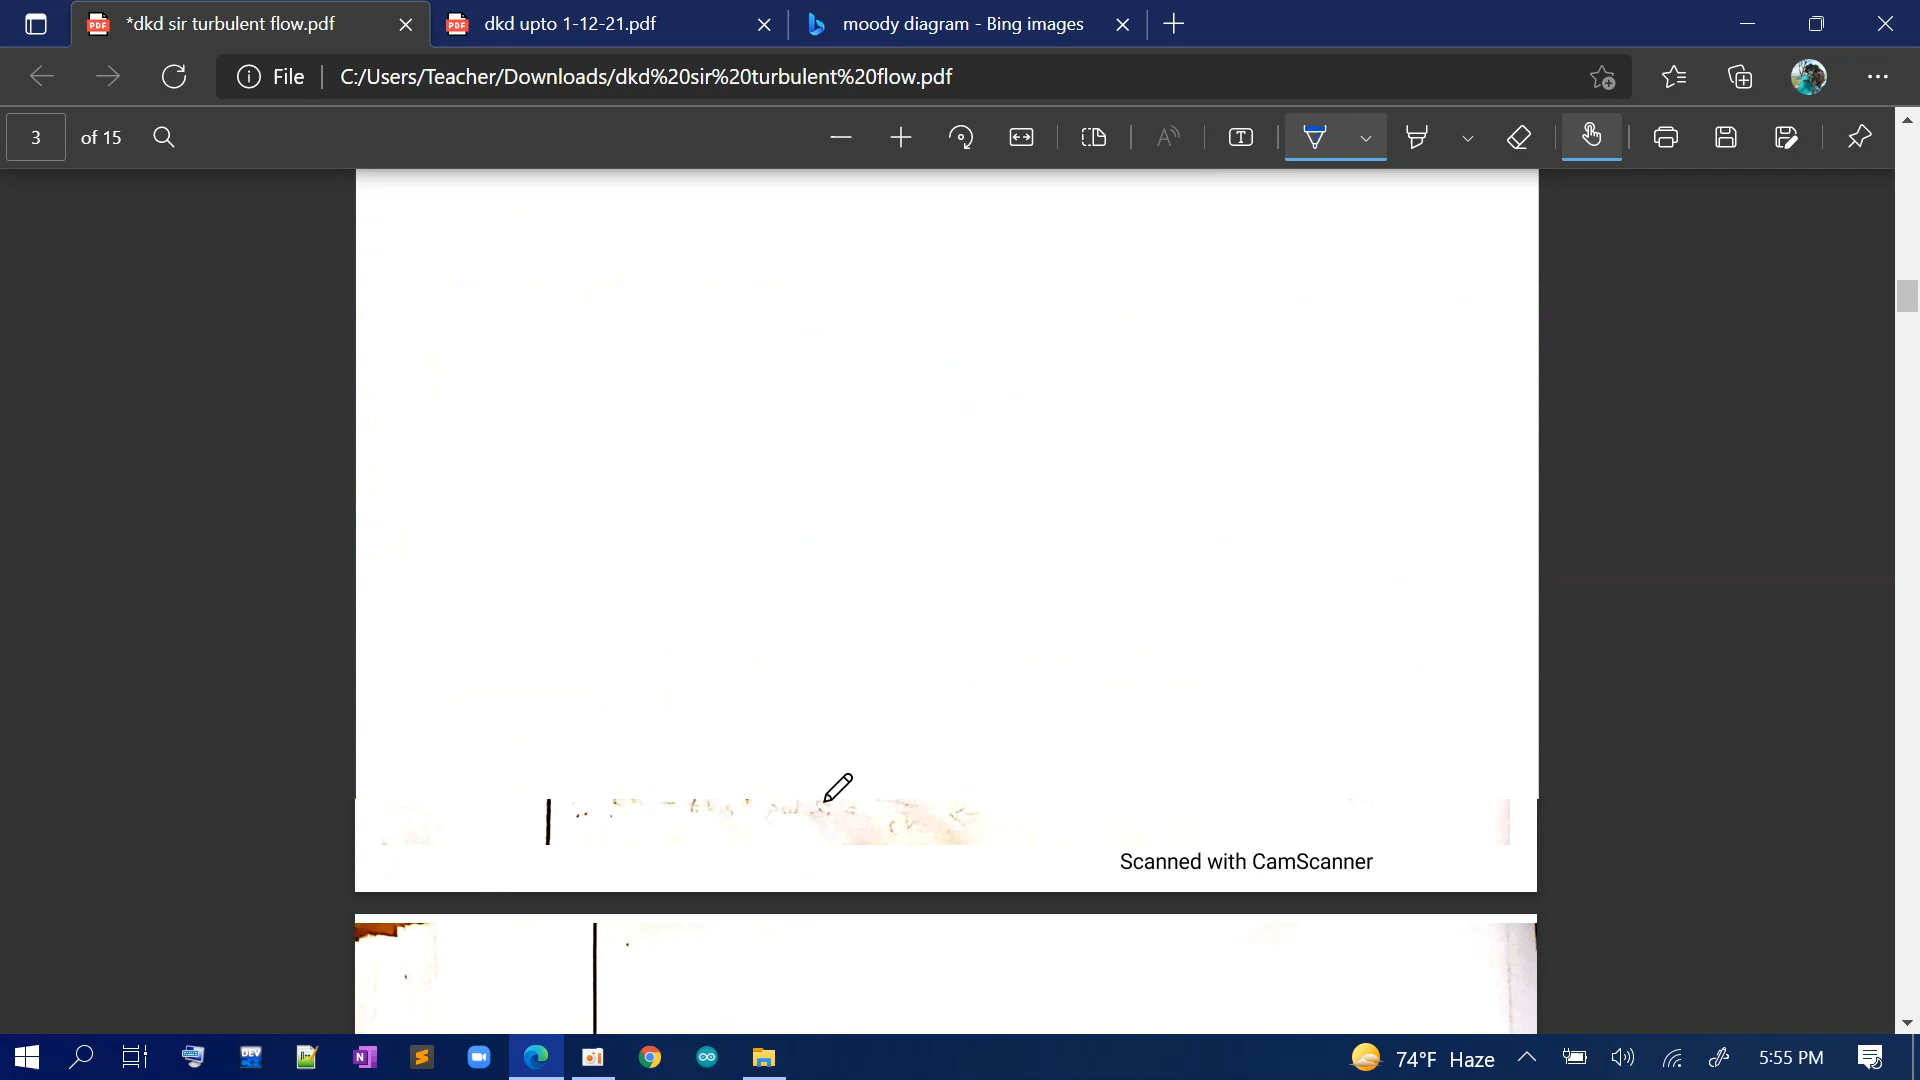 *dkd sir turbulent flow.pdf
dkd upto 1-12-21.pdf
moody diagram - Bing images
File
C:/Users/Teacher/Downloads/dkd%20sir%20turbulent%20flow.pdf
3 of 15
Scanned with CamScanner
DEV
N
74°F Haze
5:55 PM